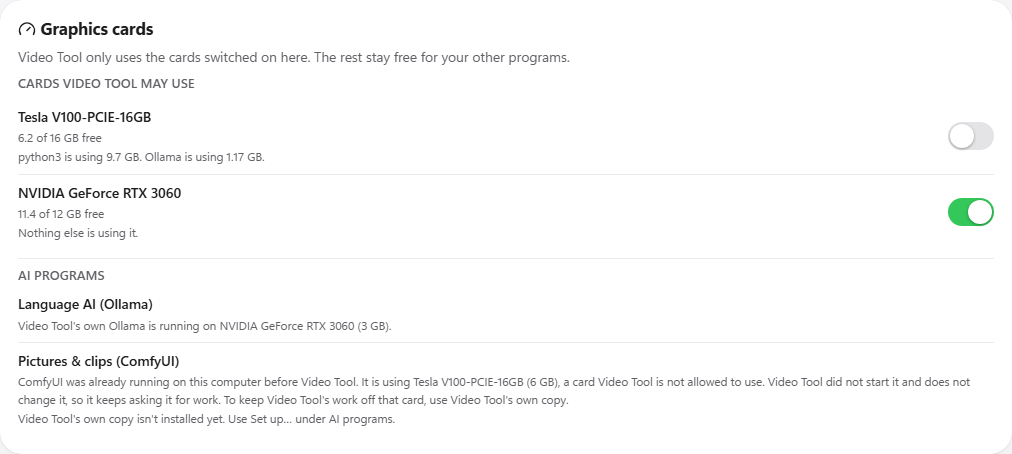 Graphics cards
Video Tool only uses the cards switched on here. The rest stay free for your other programs.
CARDS VIDEO TOOL MAY USE
Tesla V100-PCIE-16GB
6.2 of 16 GB free
python3 is using 9.7 GB. Ollama is using 1.17 GB.
NVIDIA GeForce RTX 3060
11.4 of 12 GB free
Nothing else is using it.
AI PROGRAMS
Language AI (Ollama)
Video Tool's own Ollama is running on NVIDIA GeForce RTX 3060 (3 GB).
Pictures & clips (ComfyUI)
ComfyUI was already running on this computer before Video Tool. It is using Tesla V100-PCIE-16GB (6 GB), a card Video Tool is not allowed to use. Video Tool did not start it and does not
change it, so it keeps asking it for work. To keep Video Tool's work off that card, use Video Tool's own copy.
Video Tool's own copy isn't installed yet. Use Set up... under AI programs.